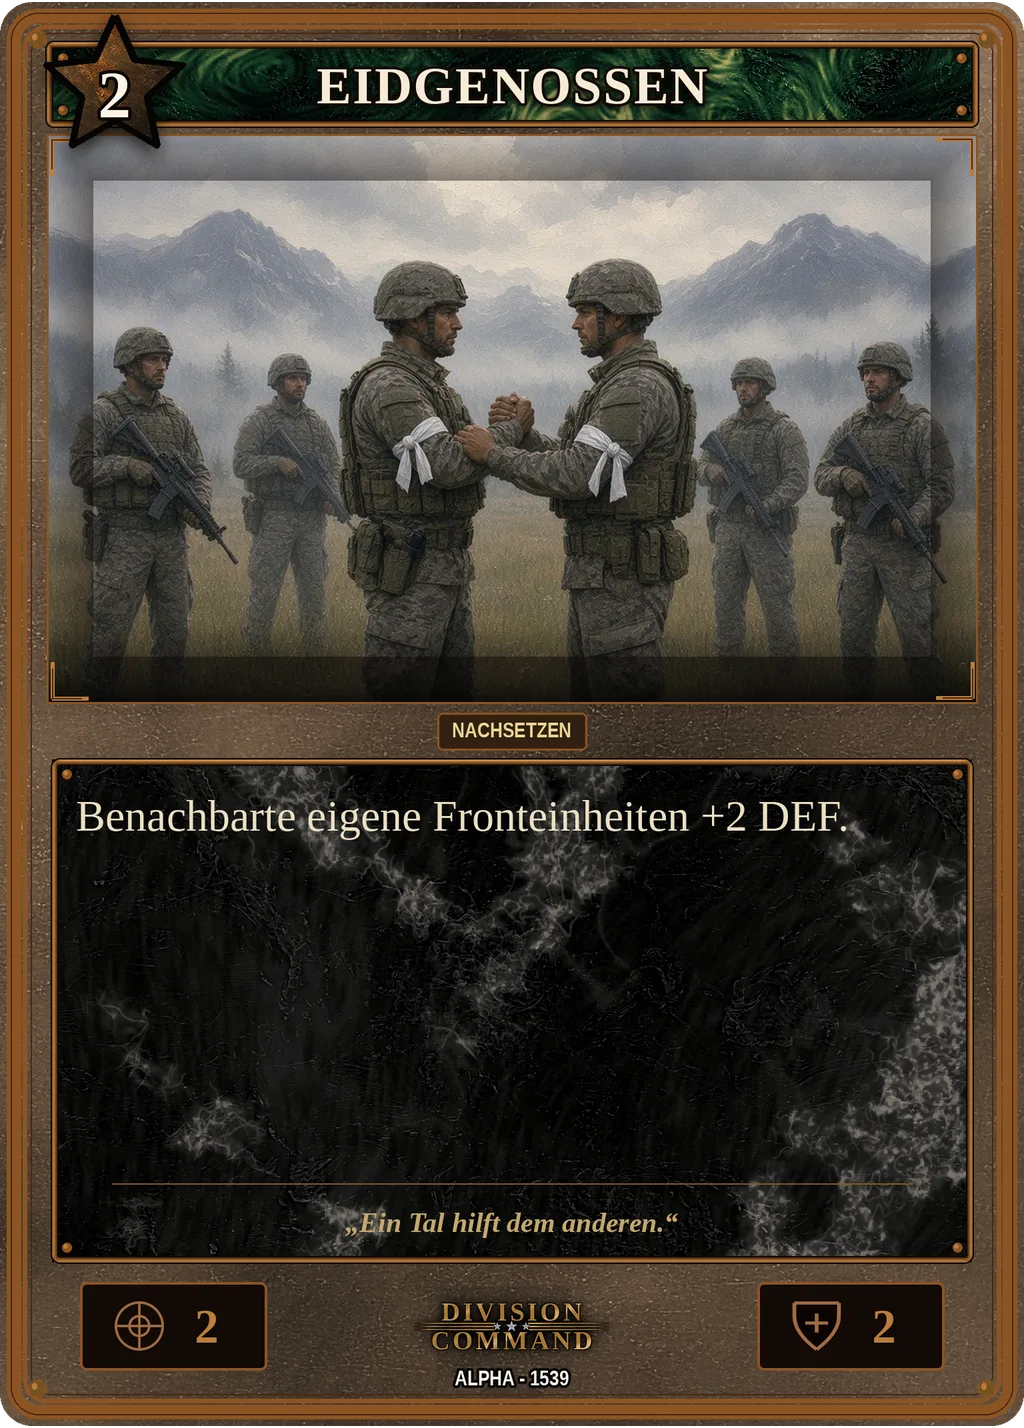 2
EIDGENOSSEN
NACHSETZEN
Benachbarte eigene Fronteinheiten +2 DEF.
„Ein Tal hilft dem anderen.“
2
DIVISION
COMMAND
ALPHA - 1539
2